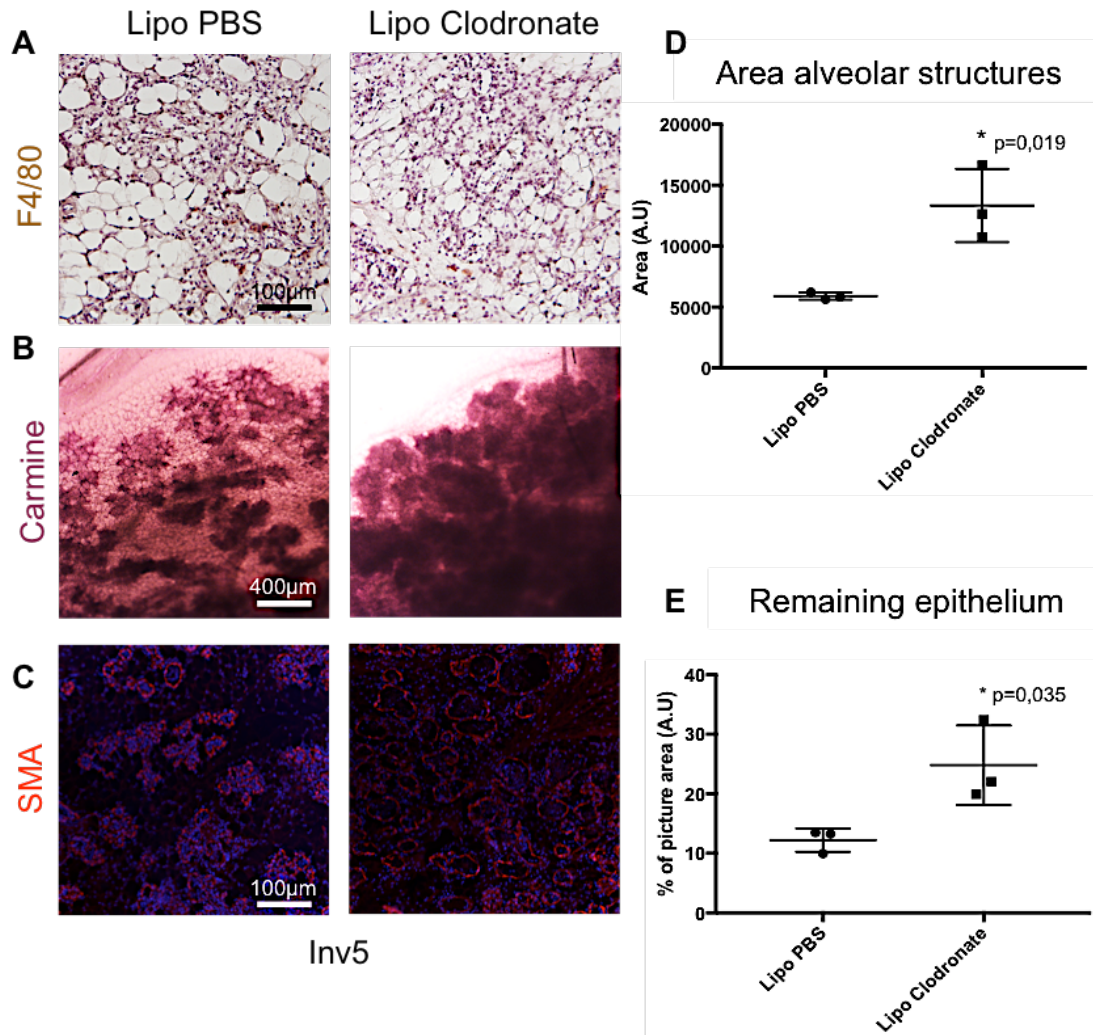 Lipo PBS
Lipo Clodronate
A
F4/80
100µm
B
Carmine
400µm
C
SMA
100µm
Inv5
D
Area alveolar structures
Area (A.U)
20000
15000
10000
5000
0
* p=0,019
Lipo PBS
Lipo Clodronate
E
Remaining epithelium
% of picture area (A.U)
40
30
20
10
0
* p=0,035
Lipo PBS
Lipo Clodronate